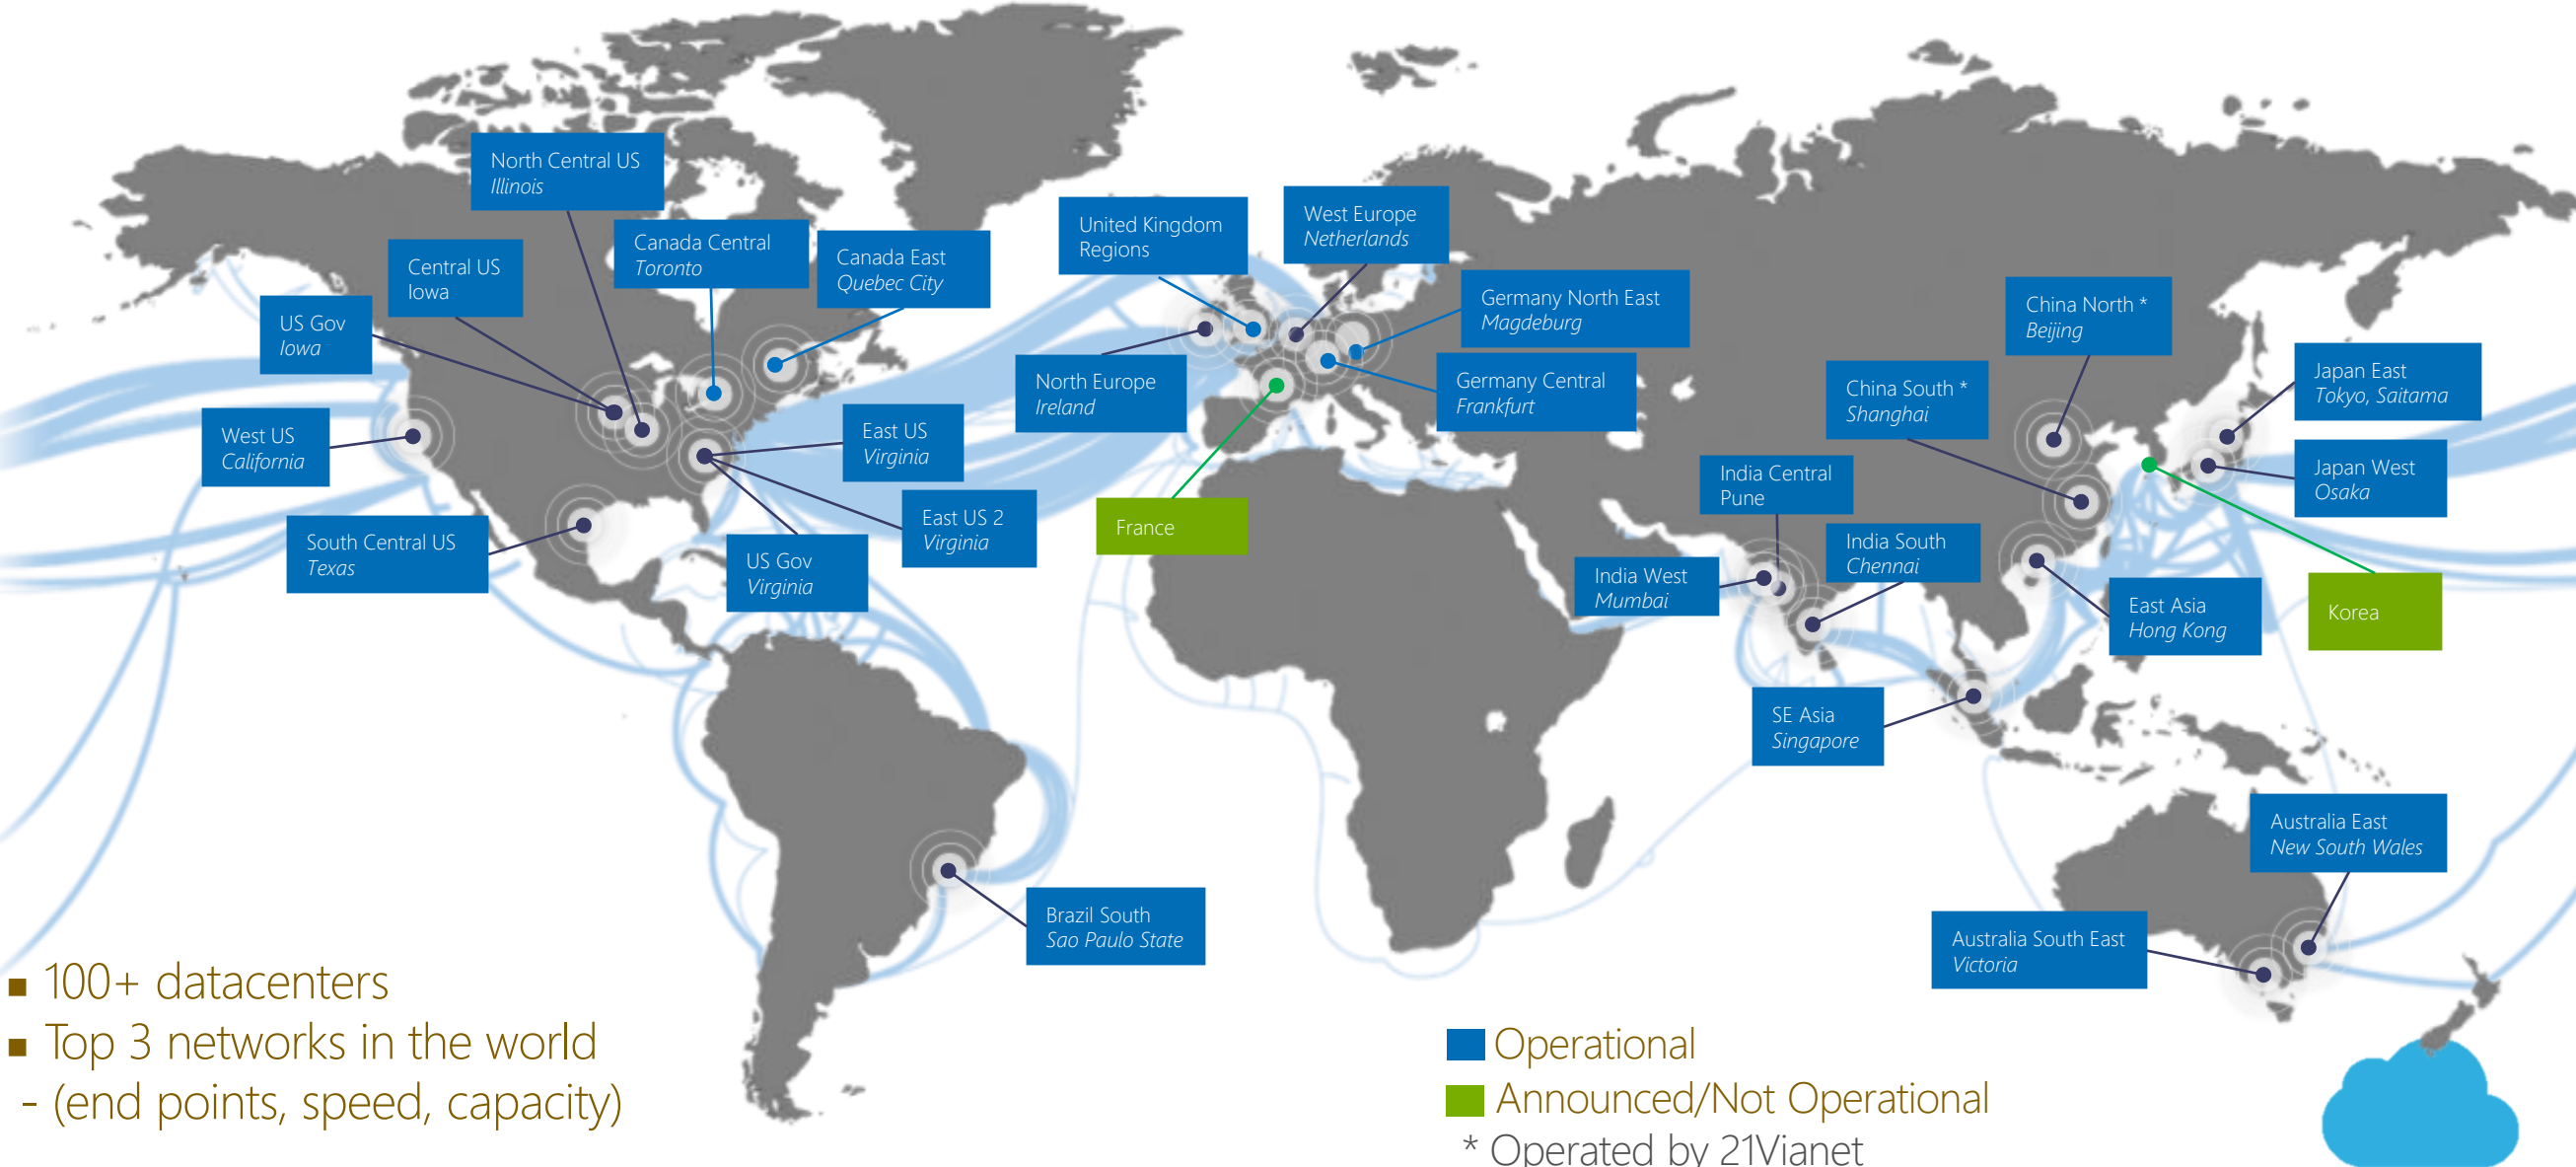 North Central US
Illinois
Canada Central
Toronto
Canada East
Quebec City
Central US
Iowa
US Gov
Iowa
West US
California
South Central US
Texas
East US
Virginia
East US 2
Virginia
US Gov
Virginia
United Kingdom
Regions
West Europe
Netherlands
Germany North East
Magdeburg
North Europe
Ireland
Germany Central
Frankfurt
France
China North *
Beijing
China South *
Shanghai
Japan East
Tokyo, Saitama
Japan West
Osaka
India Central
Pune
India South
Chennai
India West
Mumbai
East Asia
Hong Kong
Korea
SE Asia
Singapore
Australia East
New South Wales
Australia South East
Victoria
Brazil South
Sao Paulo State
▪ 100+ datacenters
▪ Top 3 networks in the world
- (end points, speed, capacity)
Operational
Announced/Not Operational
* Operated by 21Vianet